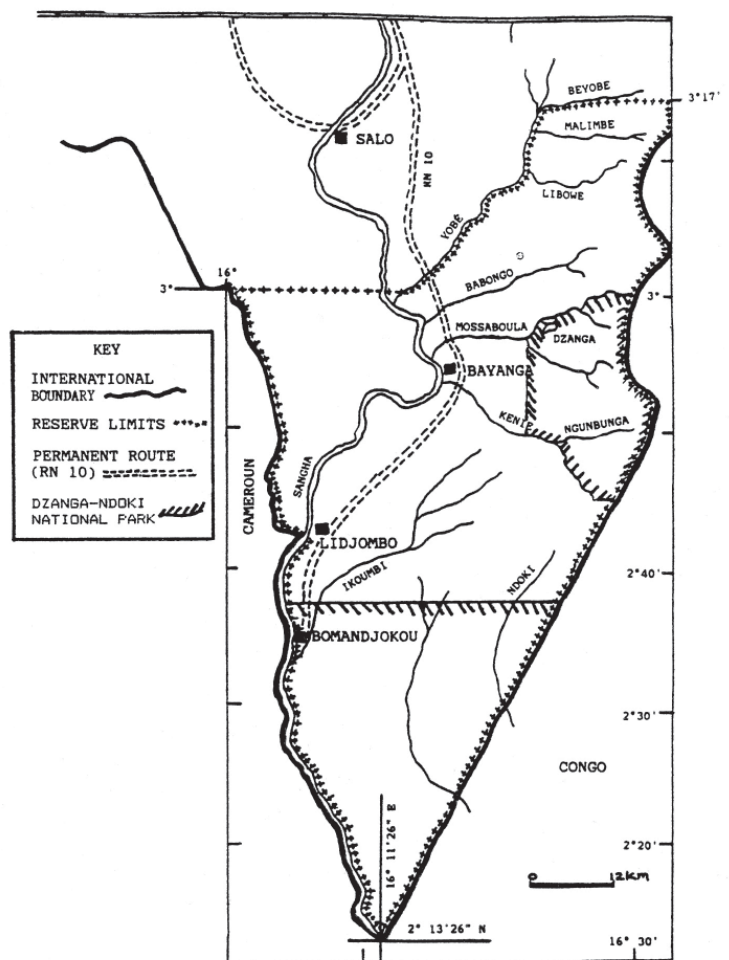 BEYOBE
3°17'
MALIMBE
SALO
RN 10
LIBOWE
YOBÉ
16°
BABONGO
3°
3°
MOSSABOULA
DZANGA
KEY
BAYANGA
INTERNATIONAL
BOUNDARY
KENIE
NGUNBUNGA
RESERVE LIMITS
PERMANENT ROUTE
(RN 10)
SANGHA
DZANGA-NDOKI
NATIONAL PARK
CAMEROUN
LIDJOMBO
IKOUMBI
NDOKI
2°40'
BOMANDJOKOU
2°30'
CONGO
16° 11'26" E
2°20'
0 12km
2° 13'26" N
16° 30'